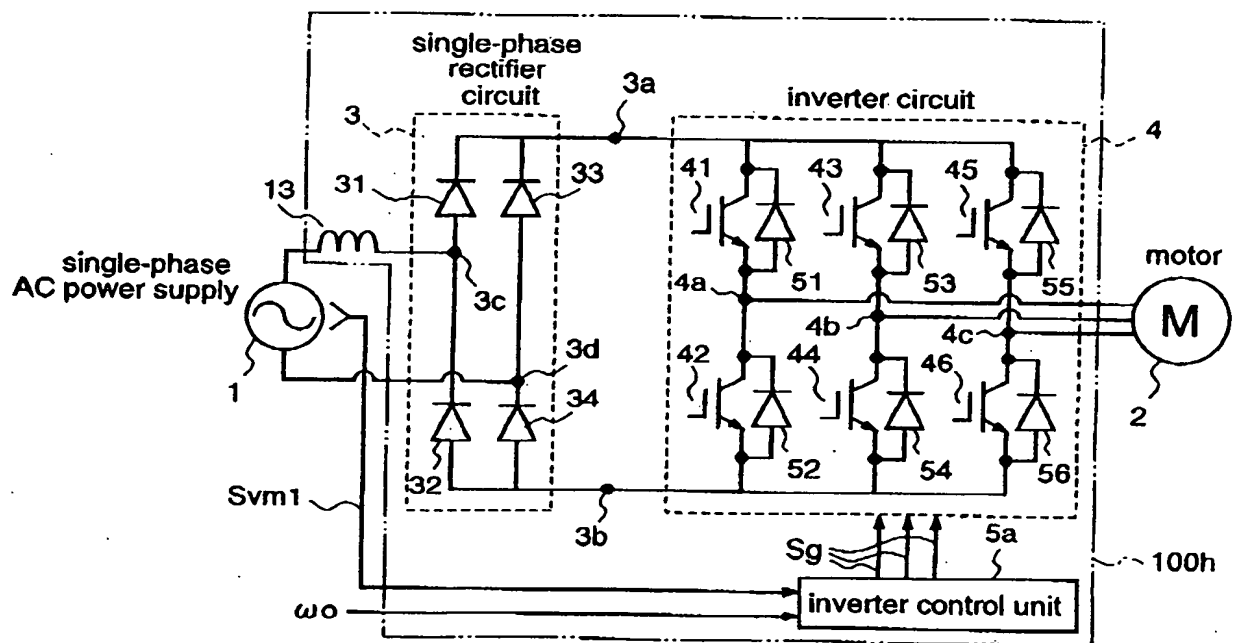 single-phase
rectifier
circuit
3a
inverter circuit
3
4
31
33
41
43
45
13
single-phase
AC power supply
3c
51
53
55
motor
4a
4b
4c
M
3d
1
42
44
46
2
34
32
52
54
56
Svm1
3b
Sg
5a
100h
ωo
inverter control unit